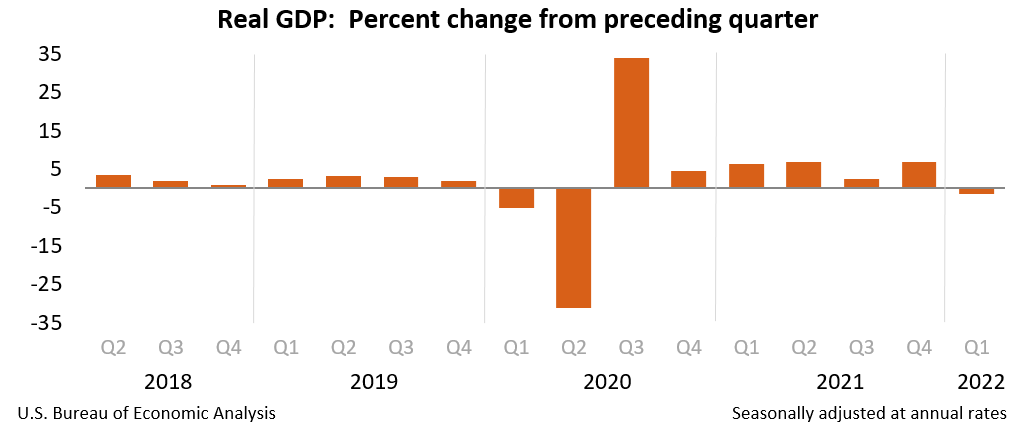 Real GDP:  Percent change from preceding quarter
35
25
15
5
-5
-15
-25
-35
Q2 Q3 Q4 Q1 Q2 Q3 Q4 Q1 Q2 Q3 Q4 Q1 Q2 Q3 Q4 Q1
2018 2019 2020 2021 2022
U.S. Bureau of Economic Analysis
Seasonally adjusted at annual rates